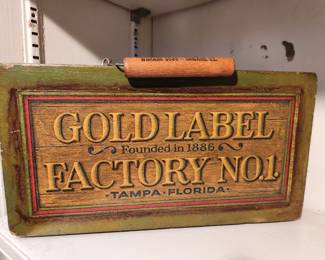 GOLD LABEL
Founded in 1886
FACTORY NO.1.
-TAMPA-FLORIDA-